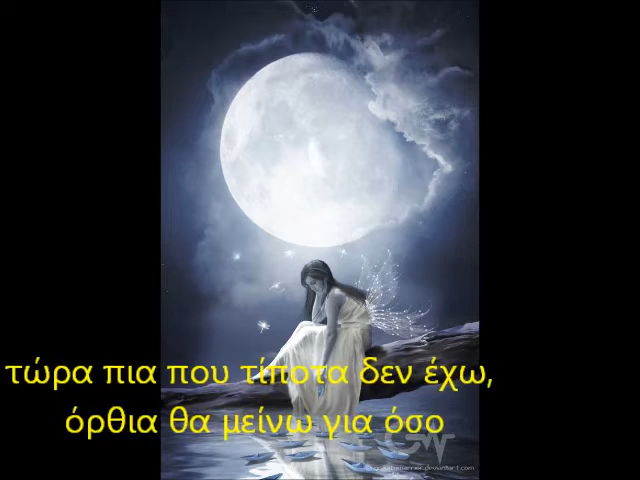 τώρα πια που τίποτα δεν έχω,
όρθια θα μείνω για όσο